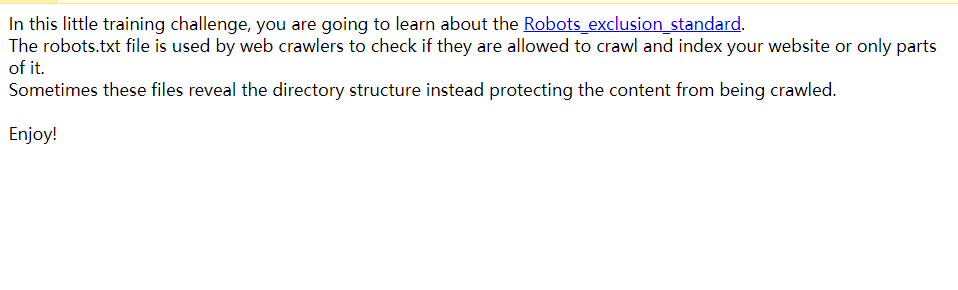 In this little training challenge, you are going to learn about the Robots_exclusion_standard.
The robots.txt file is used by web crawlers to check if they are allowed to crawl and index your website or only parts
of it.
Sometimes these files reveal the directory structure instead protecting the content from being crawled.
Enjoy!